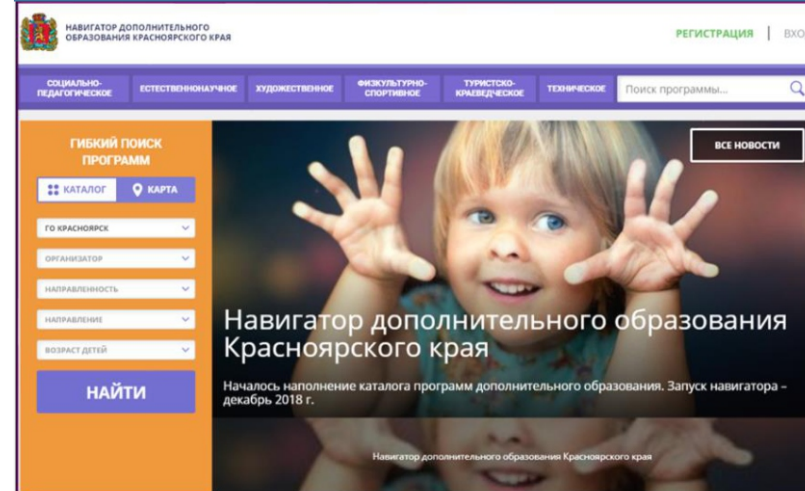 НАВИГАТОР ДОПОЛНИТЕЛЬНОГО
ОБРАЗОВАНИЯ КРАСНОЯРСКОГО КРАЯ
РЕГИСТРАЦИЯ
СОЦИАЛЬНО-
ПЕДАГОГИЧЕСКОЕ
ЕСТЕСТВЕННОНАУЧНОЕ
ХУДОЖЕСТВЕННОЕ
ФИЗКУЛЬТУРНО-
СПОРТИВНОЕ
ТУРИСТСКО-
КРАЕВЕДЧЕСКОЕ
ТЕХНИЧЕСКОЕ
Поиск программы...
ГИБКИЙ ПОИСК
ПРОГРАММ
КАТАЛОГ
КАРТА
ГО КРАСНОЯРСК
ОРГАНИЗАТОР
НАПРАВЛЕННОСТЬ
НАПРАВЛЕНИЕ
ВОЗРАСТ ДЕТЕЙ
НАЙТИ
ВСЕ НОВОСТИ
Навигатор дополнительного образования
Красноярского края
Началось наполнение каталога программ дополнительного образования. Запуск навигатора –
декабрь 2018 г.
Навигатор дополнительного образования Красноярского края